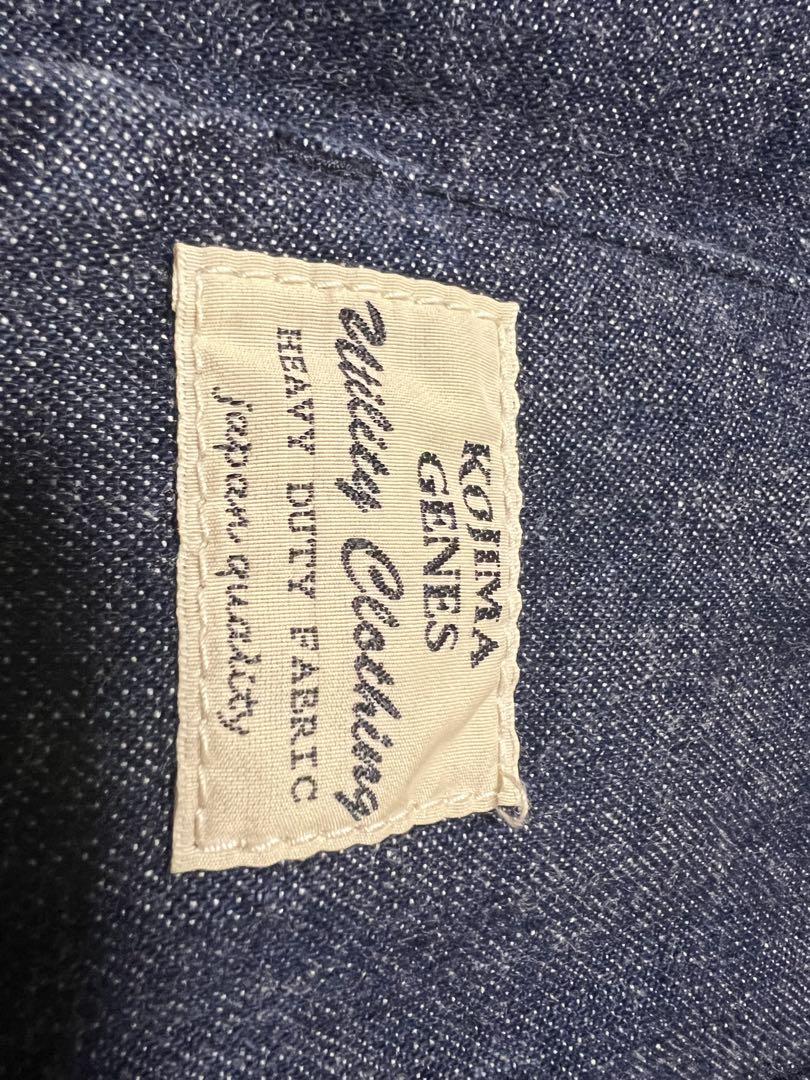 KOJIMA
GENES
Utility Clothing
HEAVY DUTY FABRIC
Japan quality